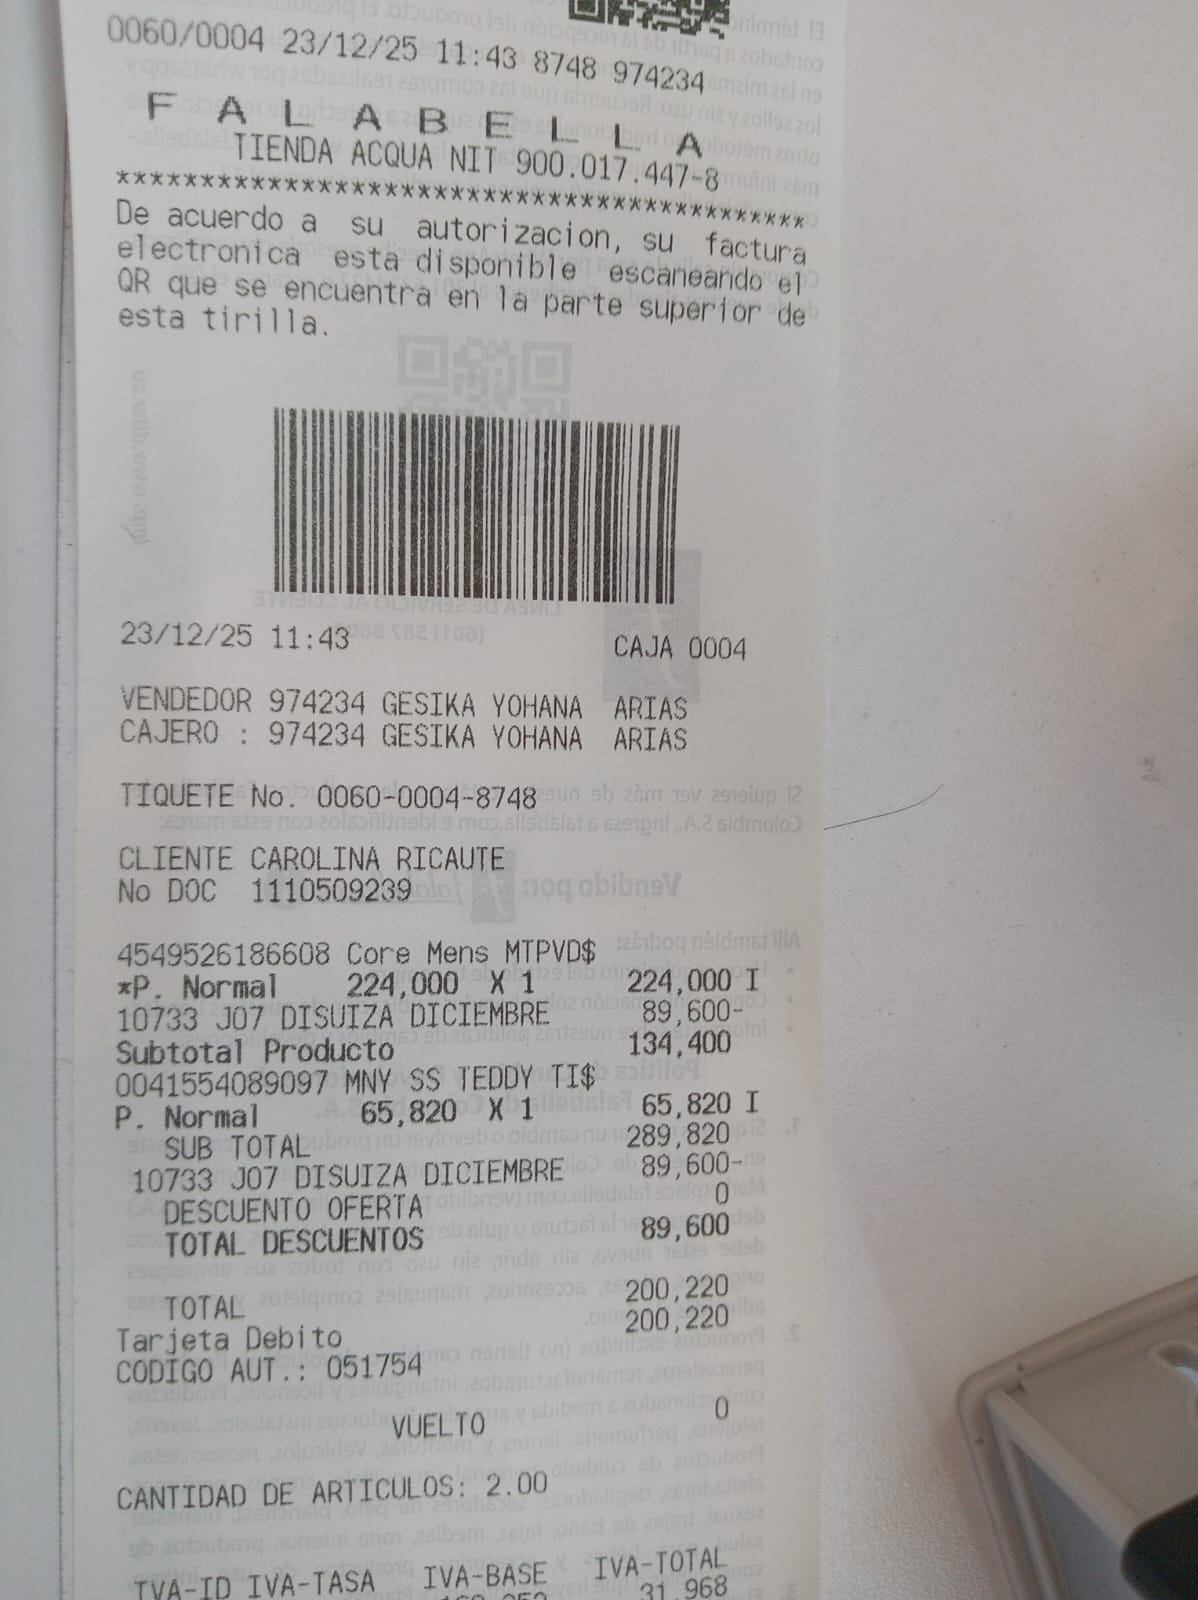 0060/0004 23/12/25 11:43 8748 974234
F A L A B E L L A
TIENDA ACQUA NIT 900.017.447-8
******************************************
De acuerdo a su autorizacion, su factura
electronica esta disponible escaneando el
QR que se encuentra en la parte superior de
esta tirilla.
23/12/25 11:43 CAJA 0004
VENDEDOR 974234 GESIKA YOHANA ARIAS
CAJERO : 974234 GESIKA YOHANA ARIAS
TIQUETE No. 0060-0004-8748
CLIENTE CAROLINA RICAUTE
No DOC 1110509239
4549526186608 Core Mens MTPVD$
*P. Normal 224,000 X 1 224,000 I
10733 J07 DISUIZA DICIEMBRE 89,600-
Subtotal Producto 134,400
0041554089097 MNY SS TEDDY TI$
P. Normal 65,820 X 1 65,820 I
SUB TOTAL 289,820
10733 J07 DISUIZA DICIEMBRE 89,600-
DESCUENTO OFERTA 0
TOTAL DESCUENTOS 89,600
TOTAL 200,220
Tarjeta Debito 200,220
CODIGO AUT.: 051754
VUELTO 0
CANTIDAD DE ARTICULOS: 2.00
IVA-ID IVA-TASA IVA-BASE IVA-TOTAL
31,968